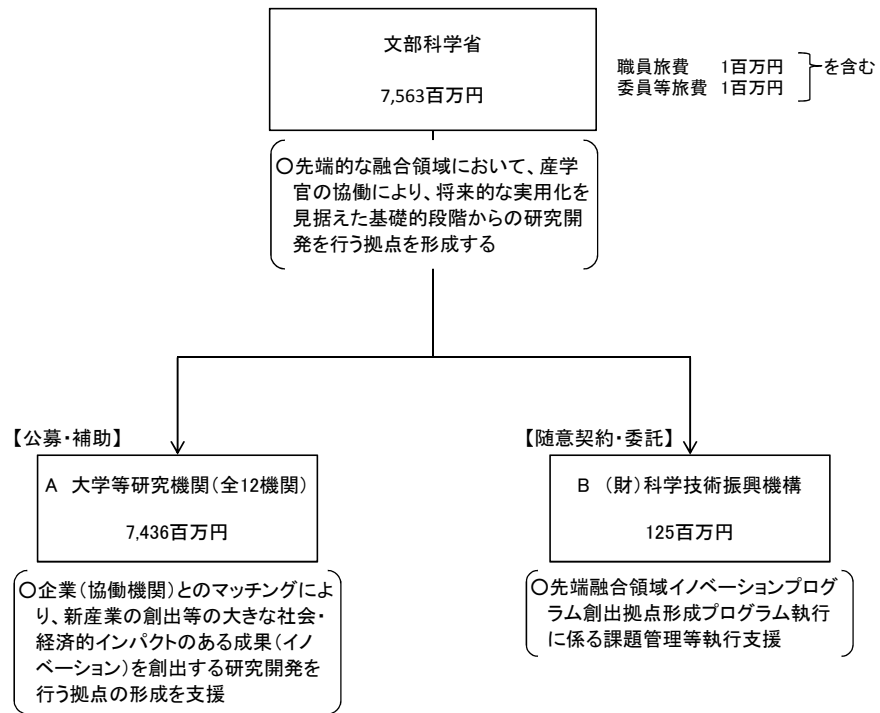 文部科学省
7,563百万円
職員旅費　1百万円
委員等旅費　1百万円
を含む
○先端的な融合領域において、産学
官の協働により、将来的な実用化を
見据えた基礎的段階からの研究開
発を行う拠点を形成する
【公募・補助】
A　大学等研究機関(全12機関)
7,436百万円
○企業(協働機関)とのマッチングによ
り、新産業の創出等の大きな社会・
経済的インパクトのある成果(イノ
ベーション)を創出する研究開発を
行う拠点の形成を支援
【随意契約・委託】
B　(財)科学技術振興機構
125百万円
○先端融合領域イノベーションプログ
ラム創出拠点形成プログラム執行
に係る課題管理等執行支援